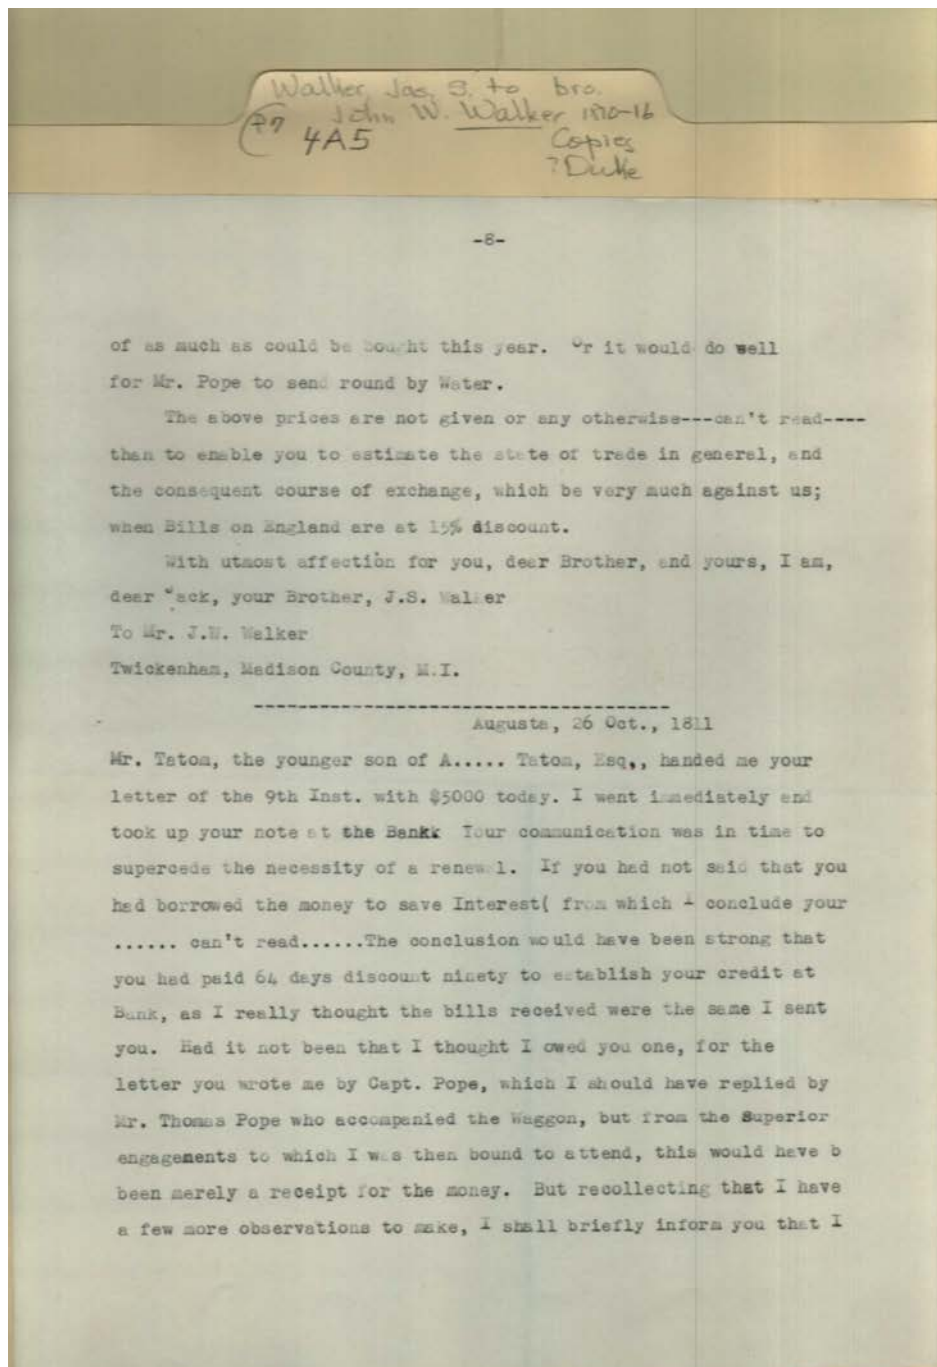 Walker, Jas. S. to bro.
John W. Walker 1810-16
4A5 Copies
? Duke
-8-
of as much as could be bought this year. Or it would do well
for Mr. Pope to send round by Water.
The above prices are not given or any otherwise---can't read----
than to enable you to estimate the state of trade in general, and
the consequent course of exchange, which be very much against us;
when Bills on England are at 15% discount.
With utmost affection for you, dear Brother, and yours, I am,
dear Jack, your Brother, J.S. Walker
To Mr. J.W. Walker
Twickenham, Madison County, M.I.
---------------------------------------
Augusta, 26 Oct., 1811
Mr. Tatom, the younger son of A..... Tatom, Esq,, handed me your
letter of the 9th Inst. with $5000 today. I went immediately and
took up your note at the Bankk Your communication was in time to
supercede the necessity of a renewal. If you had not said that you
had borrowed the money to save Interest( from which I conclude your
...... can't read......The conclusion would have been strong that
you had paid 64 days discount ninety to establish your credit at
Bank, as I really thought the bills received were the same I sent
you. Had it not been that I thought I owed you one, for the
letter you wrote me by Capt. Pope, which I should have replied by
Mr. Thomas Pope who accompanied the Waggon, but from the Superior
engagements to which I was then bound to attend, this would have b
been merely a receipt for the money. But recollecting that I have
a few more observations to make, I shall briefly inform you that I